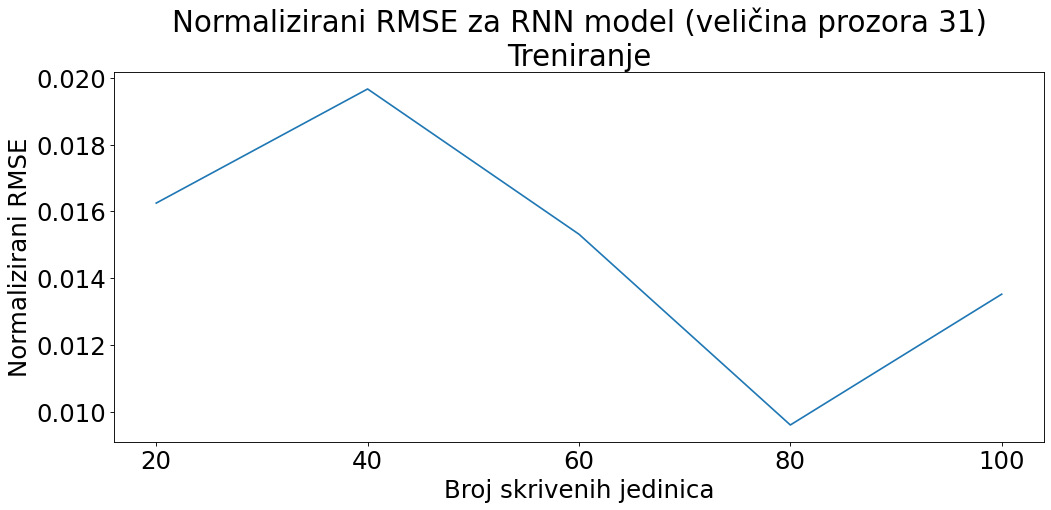 Normalizirani RMSE za RNN model (veličina prozora 31)
Treniranje
Normalizirani RMSE
0.020
0.018
0.016
0.014
0.012
0.010
20 40 60 80 100
Broj skrivenih jedinica